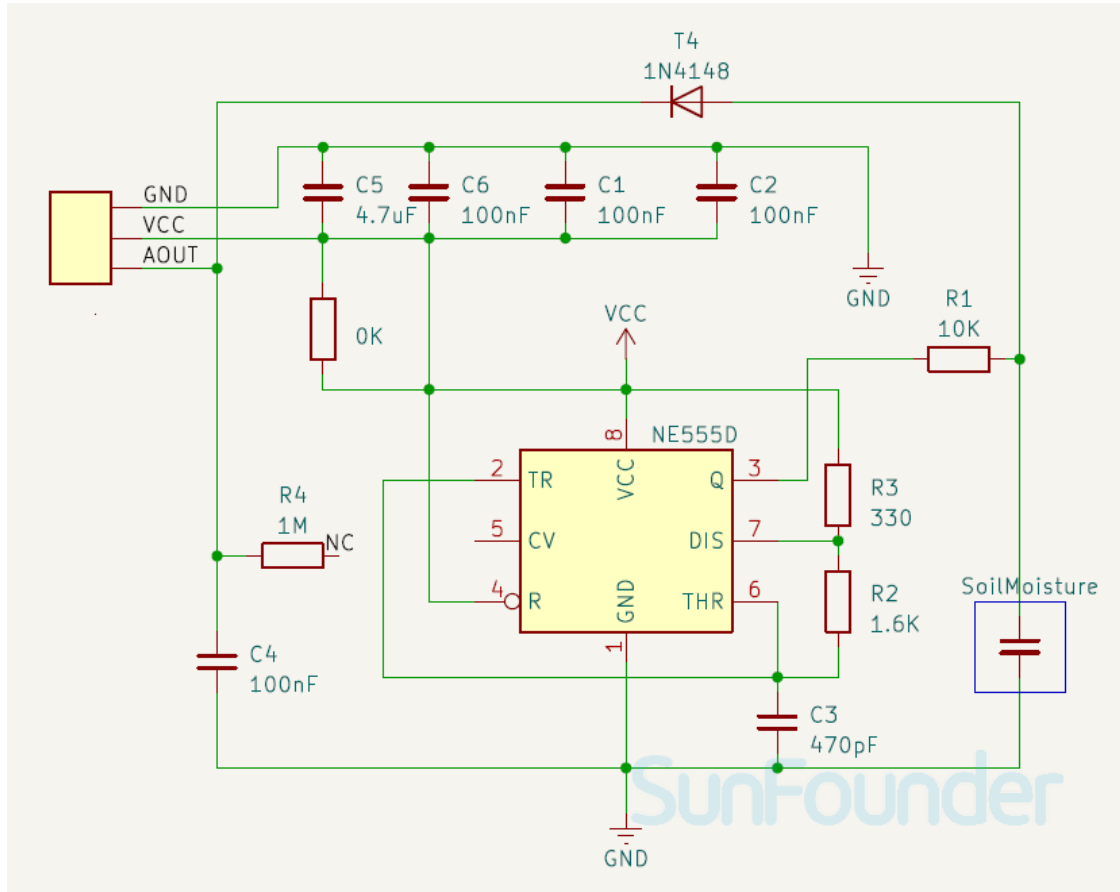 T4
1N4148
GND
VCC
AOUT
C5
4.7uF
C6
100nF
C1
100nF
C2
100nF
GND
R1
10K
0K
VCC
NE555D
8
2
TR
VCC
Q
3
R3
330
R4
1M
NC
5
CV
DIS
7
4
R
GND
THR
6
R2
1.6K
SoilMoisture
1
C4
100nF
C3
470pF
SunFounder
GND